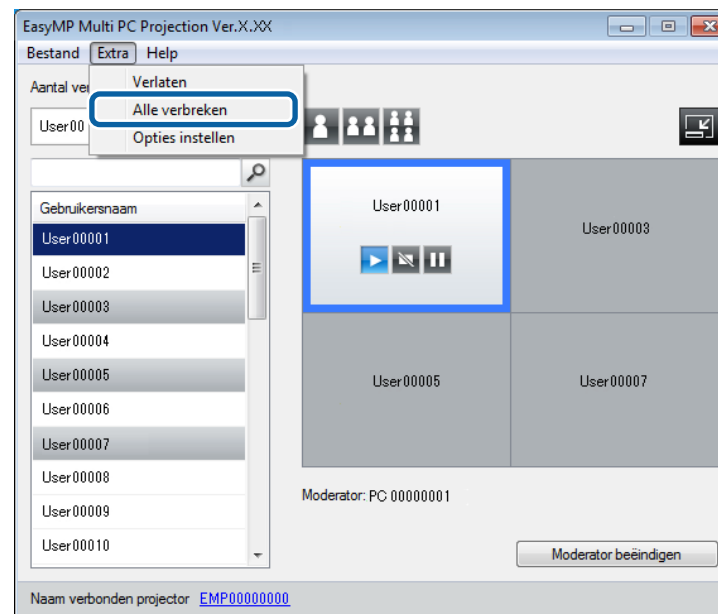 EasyMP Multi PC Projection Ver.X.XX
Bestand Extra Help
Aantal ver
Verlaten
Alle verbreken
Opties instellen
User00
Gebruikersnaam
User00001
User00002
User00003
User00004
User00005
User00006
User00007
User00008
User00009
User00010
User00001
User00003
User00005
User00007
Moderator: PC 00000001
Moderator beëindigen
Naam verbonden projector EMP00000000